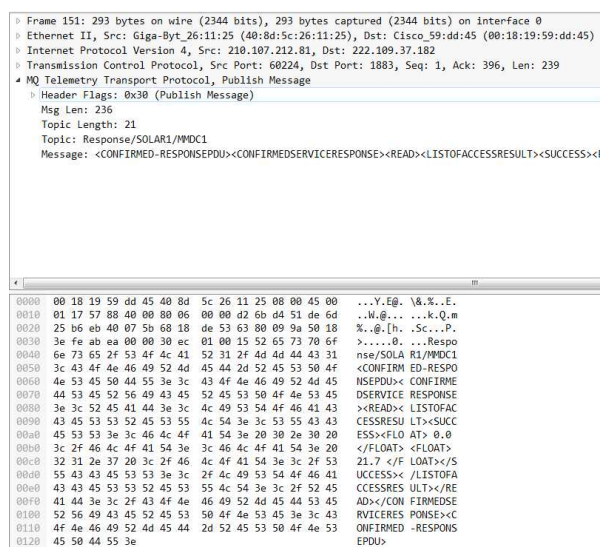 Frame 151: 293 bytes on wire (2344 bits), 293 bytes captured (2344 bits) on interface 0
Ethernet II, Src: Giga-Byt_26:11:25 (40:8d:5c:26:11:25), Dst: Cisco_59:dd:45 (00:18:19:59:dd:45)
Internet Protocol Version 4, Src: 210.107.212.81, Dst: 222.109.37.182
Transmission Control Protocol, Src Port: 60224, Dst Port: 1883, Seq: 1, Ack: 396, Len: 239
MQ Telemetry Transport Protocol, Publish Message
Header Flags: 0x30 (Publish Message)
Msg Len: 236
Topic Length: 21
Topic: Response/SOLAR1/MMDC1
Message: <CONFIRMED-RESPONSEPDU><CONFIRMEDSERVICERESPONSE><READ><LISTOFACCESSRESULT><SUCCESS><
0000 00 18 19 59 dd 45 40 8d 5c 26 11 25 08 00 45 00 ...Y.E@. \&.%..E.
0010 01 17 57 88 40 00 80 06 00 00 d2 6b d4 51 de 6d ..W.@... ...k.Q.m
0020 25 b6 eb 40 07 5b 68 18 de 53 63 80 09 9a 50 18 %..@.[h. .Sc...P.
0030 3e fe ab ea 00 00 30 ec 01 00 15 52 65 73 70 6f >.....0. ...Respo
0040 6e 73 65 2f 53 4f 4c 41 52 31 2f 4d 4d 44 43 31 nse/SOLA R1/MMDC1
0050 3c 43 4f 4e 46 49 52 4d 45 44 2d 52 45 53 50 4f <CONFIRM ED-RESPO
0060 4e 53 45 50 44 55 3e 3c 43 4f 4e 46 49 52 4d 45 NSEPDU>< CONFIRME
0070 44 53 45 52 56 49 43 45 52 45 53 50 4f 4e 53 45 DSERVICE RESPONSE
0080 3e 3c 52 45 41 44 3e 3c 4c 49 53 54 4f 46 41 43 ><READ>< LISTOFAC
0090 43 45 53 53 52 45 53 55 4c 54 3e 3c 53 55 43 43 CESSRESU LT><SUCC
00a0 45 53 53 3e 3c 46 4c 4f 41 54 3e 20 30 2e 30 20 ESS><FLO AT> 0.0
00b0 3c 2f 46 4c 4f 41 54 3e 3c 46 4c 4f 41 54 3e 20 </FLOAT> <FLOAT>
00c0 32 31 2e 37 20 3c 2f 46 4c 4f 41 54 3e 3c 2f 53 21.7 </F LOAT></S
00d0 55 43 43 45 53 53 3e 3c 2f 4c 49 53 54 4f 46 41 UCCESS>< /LISTOFA
00e0 43 43 45 53 53 52 45 53 55 4c 54 3e 3c 2f 52 45 CCESSRES ULT></RE
00f0 41 44 3e 3c 2f 43 4f 4e 46 49 52 4d 45 44 53 45 AD></CON FIRMEDSE
0100 52 56 49 43 45 52 45 53 50 4f 4e 53 45 3e 3c 43 RVICERES PONSE><C
0110 4f 4e 46 49 52 4d 45 44 2d 52 45 53 50 4f 4e 53 ONFIRMED -RESPONS
0120 45 50 44 55 3e EPDU>